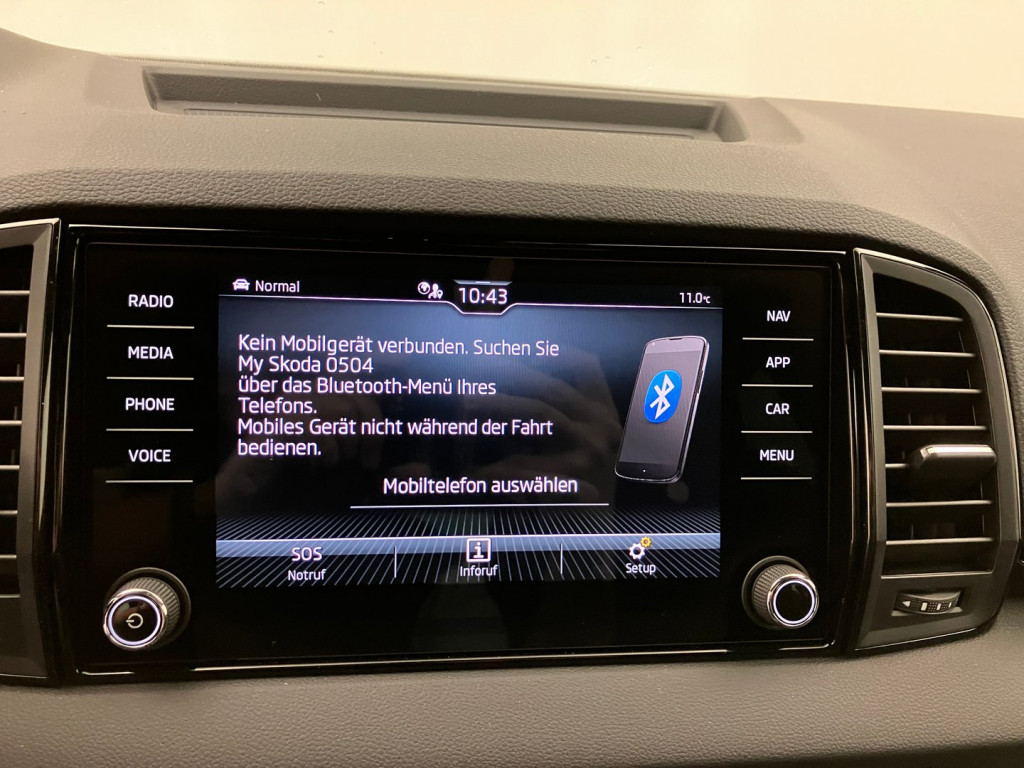 Normal
10:43
11.0°C
RADIO
MEDIA
PHONE
VOICE
Kein Mobilgerät verbunden. Suchen Sie
My Skoda 0504
über das Bluetooth-Menü Ihres
Telefons.
Mobiles Gerät nicht während der Fahrt
bedienen.
Mobiltelefon auswählen
SOS
Notruf
Inforuf
Setup
NAV
APP
CAR
MENU